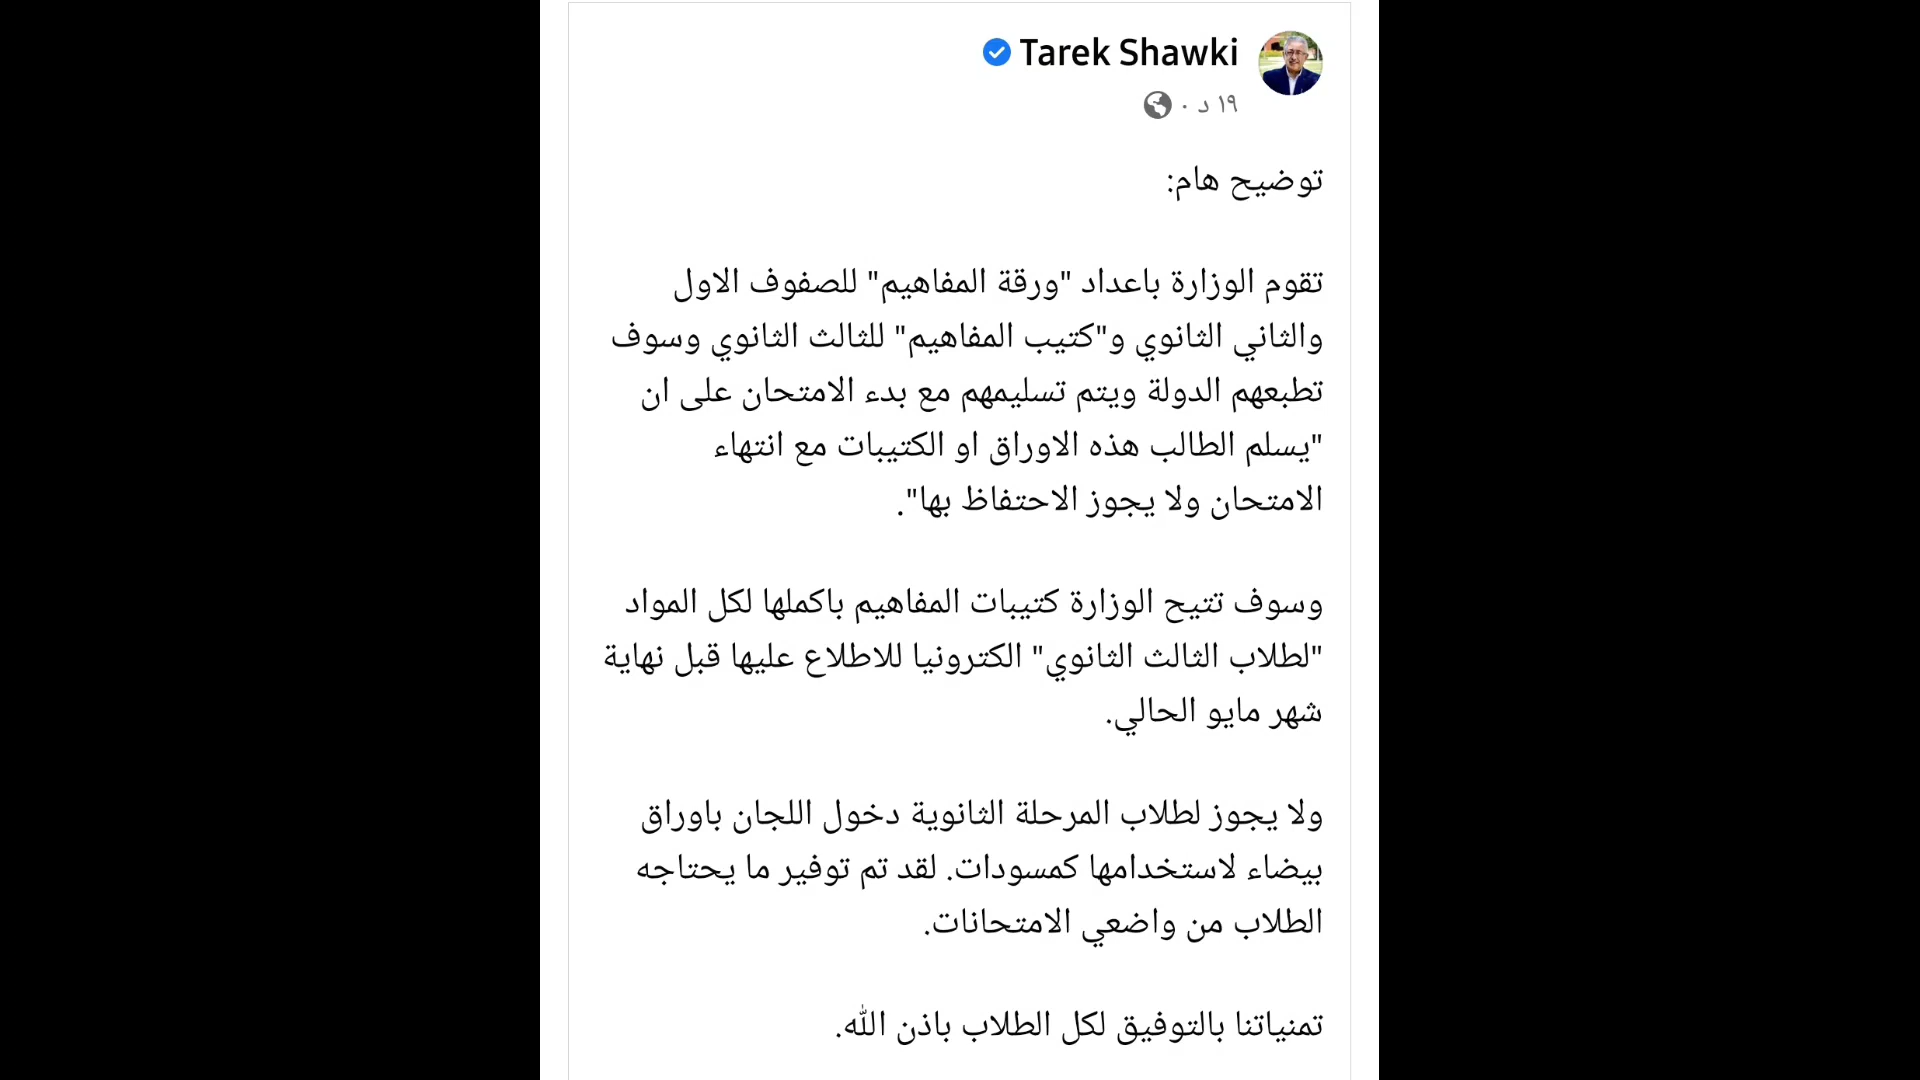 Tarek Shawki
١٩ د ·
توضيح هام:
تقوم الوزارة باعداد "ورقة المفاهيم" للصفوف الاول
والثاني الثانوي و"كتيب المفاهيم" للثالث الثانوي وسوف
تطبعهم الدولة ويتم تسليمهم مع بدء الامتحان على ان
"يسلم الطالب هذه الاوراق او الكتيبات مع انتهاء
الامتحان ولا يجوز الاحتفاظ بها".
وسوف تتيح الوزارة كتيبات المفاهيم باكملها لكل المواد
"لطلاب الثالث الثانوي" الكترونيا للاطلاع عليها قبل نهاية
شهر مايو الحالي.
ولا يجوز لطلاب المرحلة الثانوية دخول اللجان باوراق
بيضاء لاستخدامها كمسودات. لقد تم توفير ما يحتاجه
الطلاب من واضعي الامتحانات.
تمنياتنا بالتوفيق لكل الطلاب باذن الله.